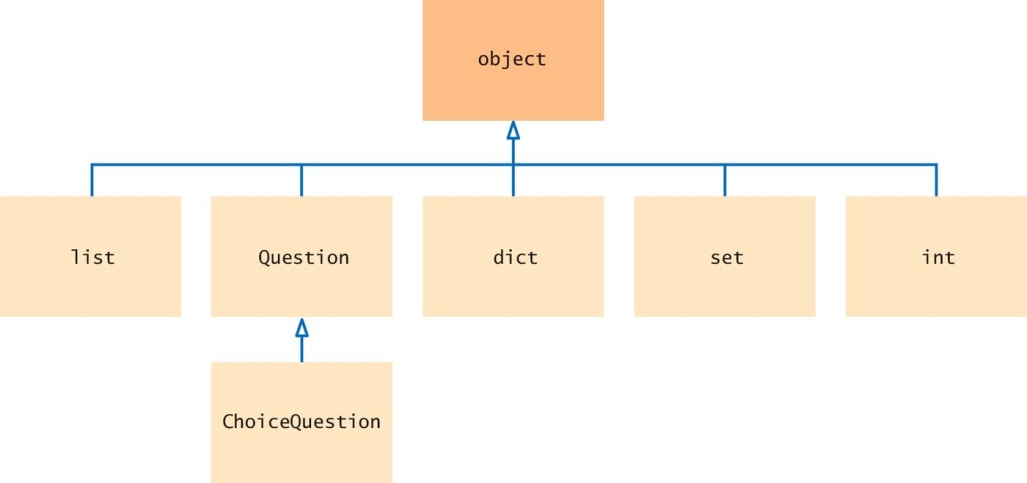 object
list
Question
dict
set
int
ChoiceQuestion